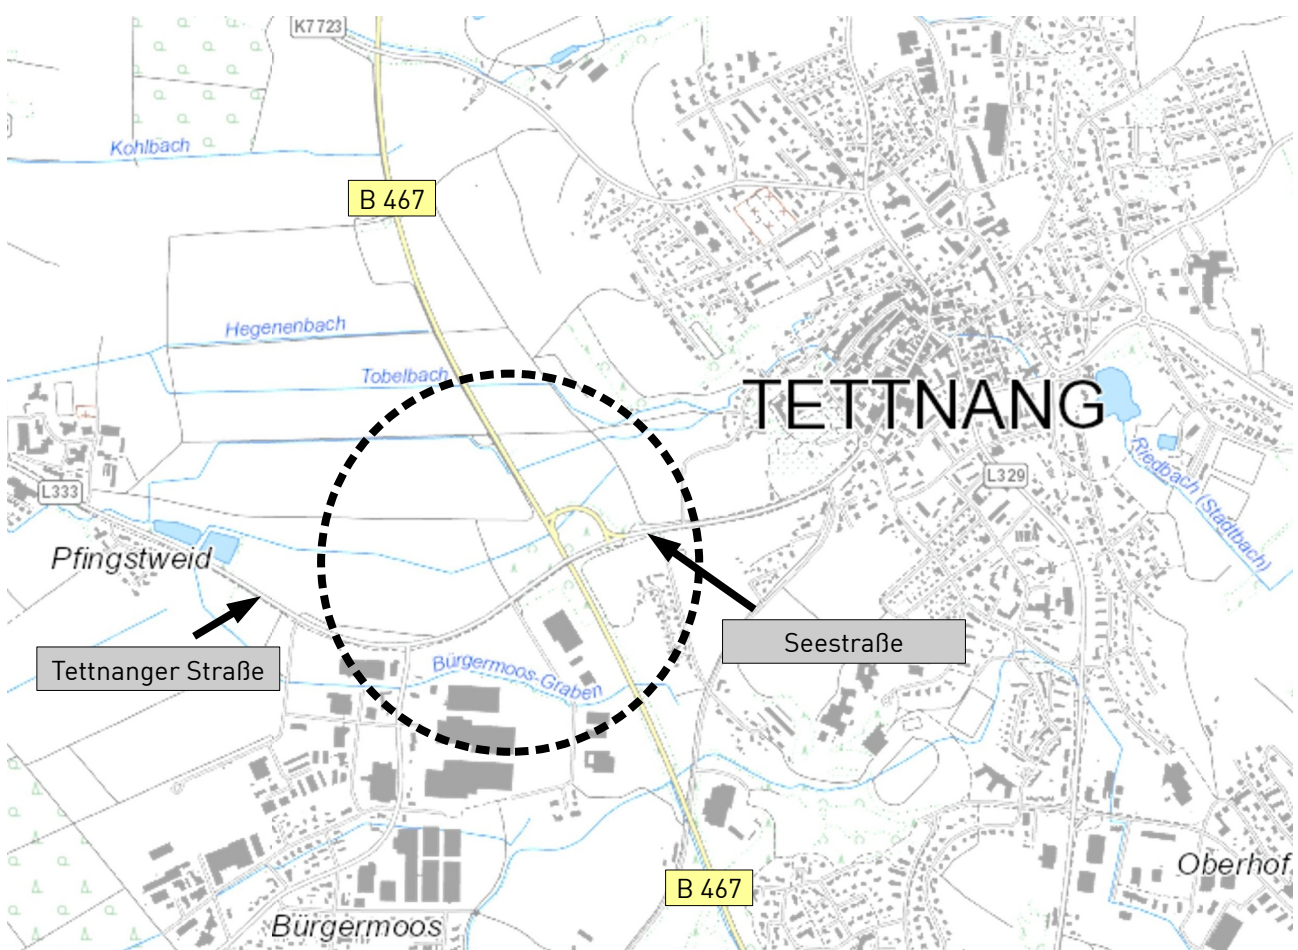 K7723
Kohlbach
B 467
Hegenenbach
Tobelbach
TETTNANG
L333
L329
Riedbach (Stadtbach)
Pfingstweid
Seestraße
Tettnanger Straße
Bürgermoos-Graben
Oberhof
B 467
Bürgermoos